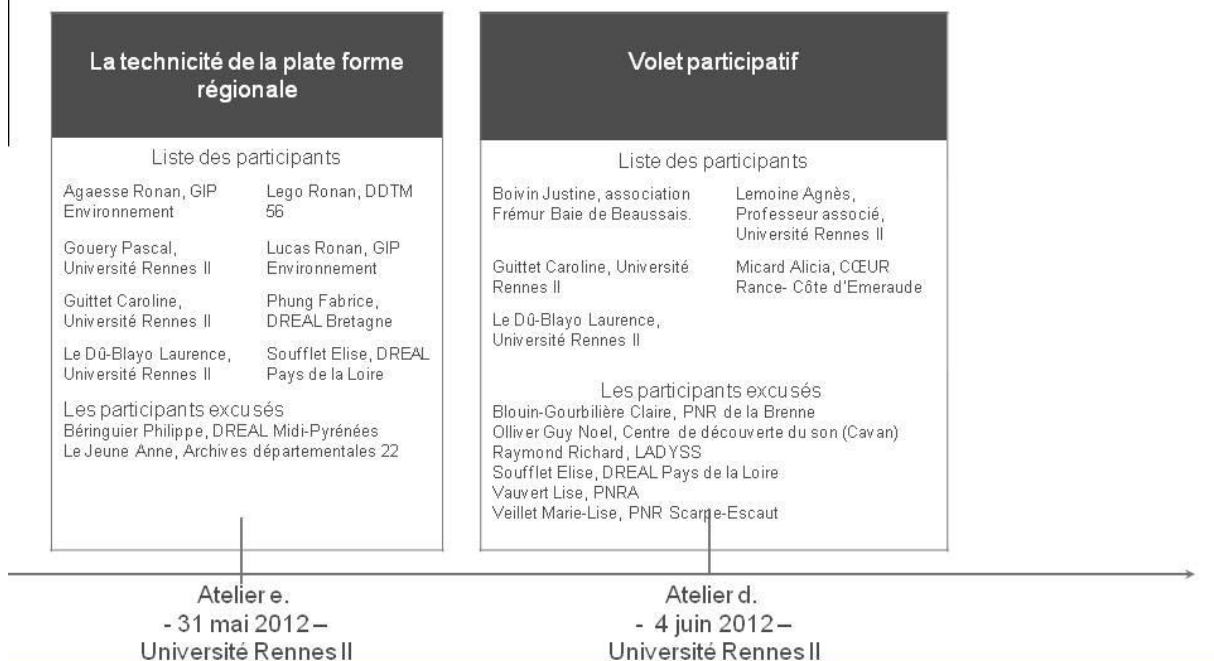 La technicité de la plate forme
régionale
Liste des participants
Agaesse Ronan, GIP
Environnement
Gouery Pascal,
Université Rennes II
Guittet Caroline,
Université Rennes II
Le Dû-Blayo Laurence,
Université Rennes II
Lego Ronan, DDTM
56
Lucas Ronan, GIP
Environnement
Phung Fabrice,
DREAL Bretagne
Soufflet Elise, DREAL
Pays de la Loire
Les participants excusés
Béringuier Philippe, DREAL Midi-Pyrénées
Le Jeune Anne, Archives départementales 22
Atelier e.
- 31 mai 2012 –
Université Rennes II
Volet participatif
Liste des participants
Boivin Justine, association
Frémur Baie de Beaussais.
Guittet Caroline, Université
Rennes II
Le Dû-Blayo Laurence,
Université Rennes II
Lemoine Agnès,
Professeur associé,
Université Rennes II
Micard Alicia, CŒUR
Rance- Côte d'Emeraude
Les participants excusés
Blouin-Gourbilière Claire, PNR de la Brenne
Olliver Guy Noel, Centre de découverte du son (Cavan)
Raymond Richard, LADYSS
Soufflet Elise, DREAL Pays de la Loire
Vauvert Lise, PNRA
Veillet Marie-Lise, PNR Scarpe-Escaut
Atelier d.
- 4 juin 2012 –
Université Rennes II